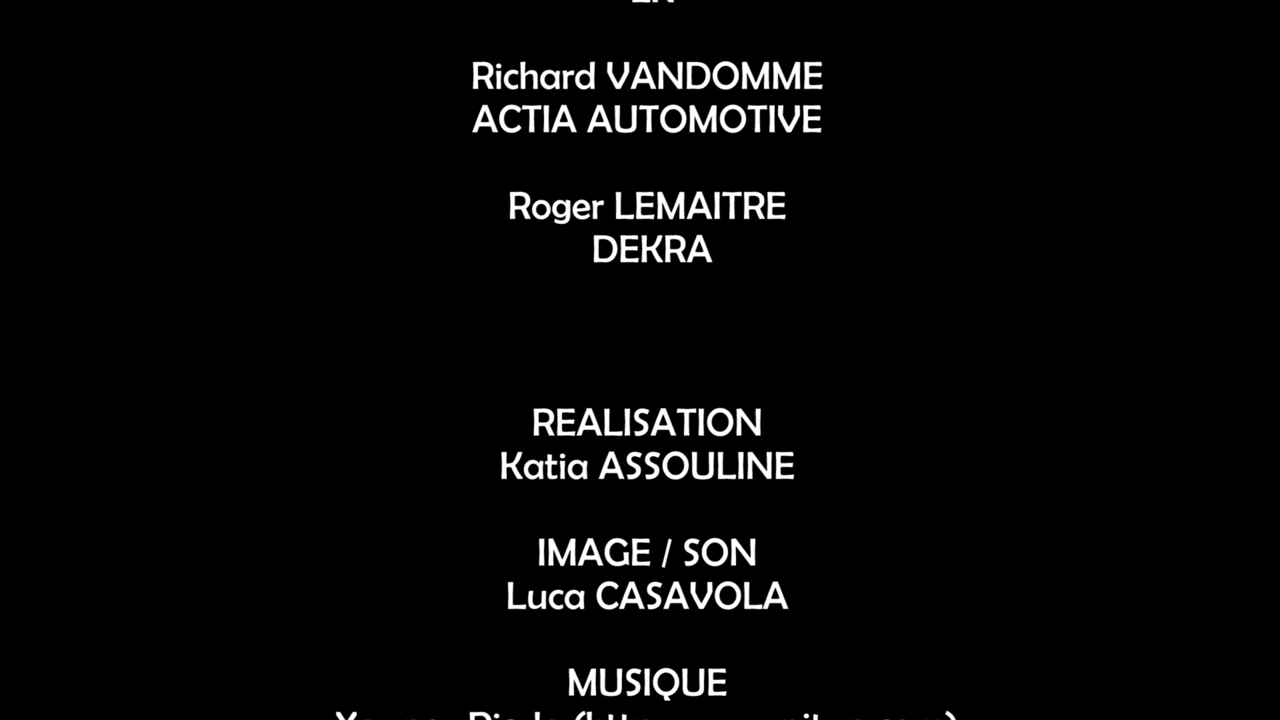 Richard VANDOMME
ACTIA AUTOMOTIVE
Roger LEMAITRE
DEKRA
REALISATION
Katia ASSOULINE
IMAGE / SON
Luca CASAVOLA
MUSIQUE